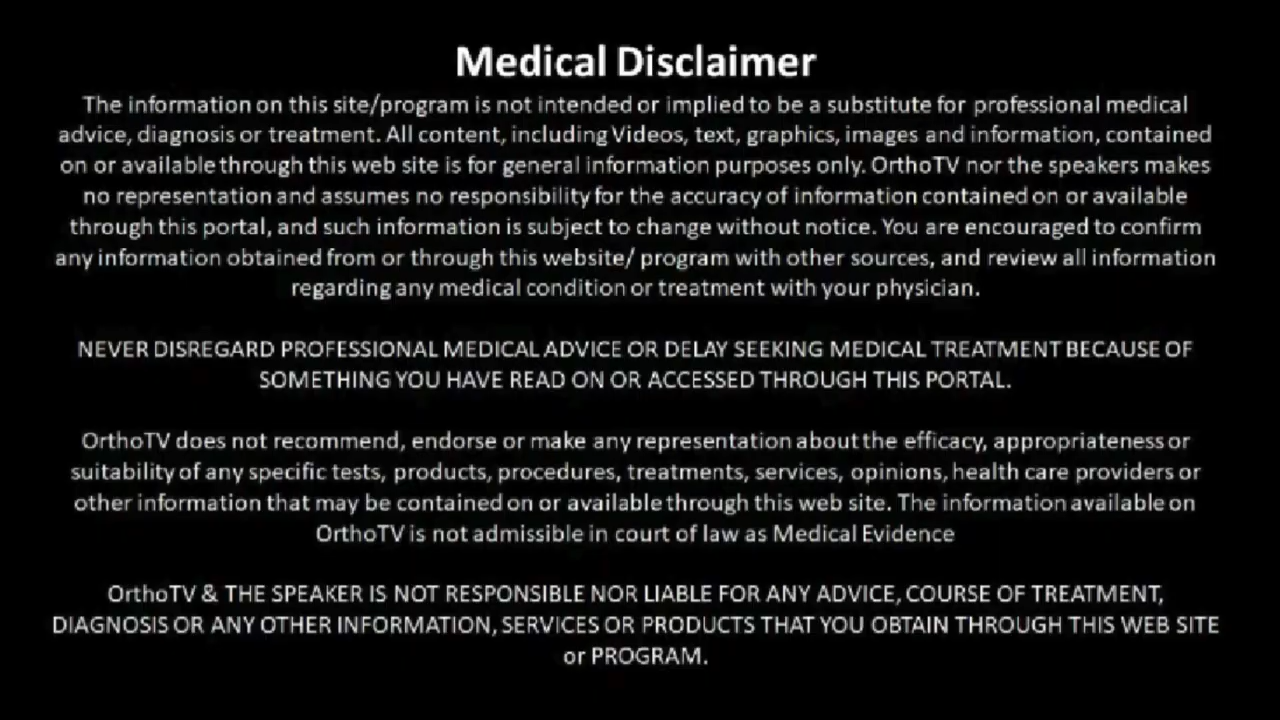 Medical Disclaimer
The information on this site/program is not intended or implied to be a substitute for professional medical
advice, diagnosis or treatment. All content, including Videos, text, graphics, images and information, contained
on or available through this web site is for general information purposes only. OrthoTV nor the speakers makes
no representation and assumes no responsibility for the accuracy of information contained on or available
through this portal, and such information is subject to change without notice. You are encouraged to confirm
any information obtained from or through this website/ program with other sources, and review all information
regarding any medical condition or treatment with your physician.
NEVER DISREGARD PROFESSIONAL MEDICAL ADVICE OR DELAY SEEKING MEDICAL TREATMENT BECAUSE OF
SOMETHING YOU HAVE READ ON OR ACCESSED THROUGH THIS PORTAL.
OrthoTV does not recommend, endorse or make any representation about the efficacy, appropriateness or
suitability of any specific tests, products, procedures, treatments, services, opinions, health care providers or
other information that may be contained on or available through this web site. The information available on
OrthoTV is not admissible in court of law as Medical Evidence
OrthoTV & THE SPEAKER IS NOT RESPONSIBLE NOR LIABLE FOR ANY ADVICE, COURSE OF TREATMENT,
DIAGNOSIS OR ANY OTHER INFORMATION, SERVICES OR PRODUCTS THAT YOU OBTAIN THROUGH THIS WEB SITE
or PROGRAM.